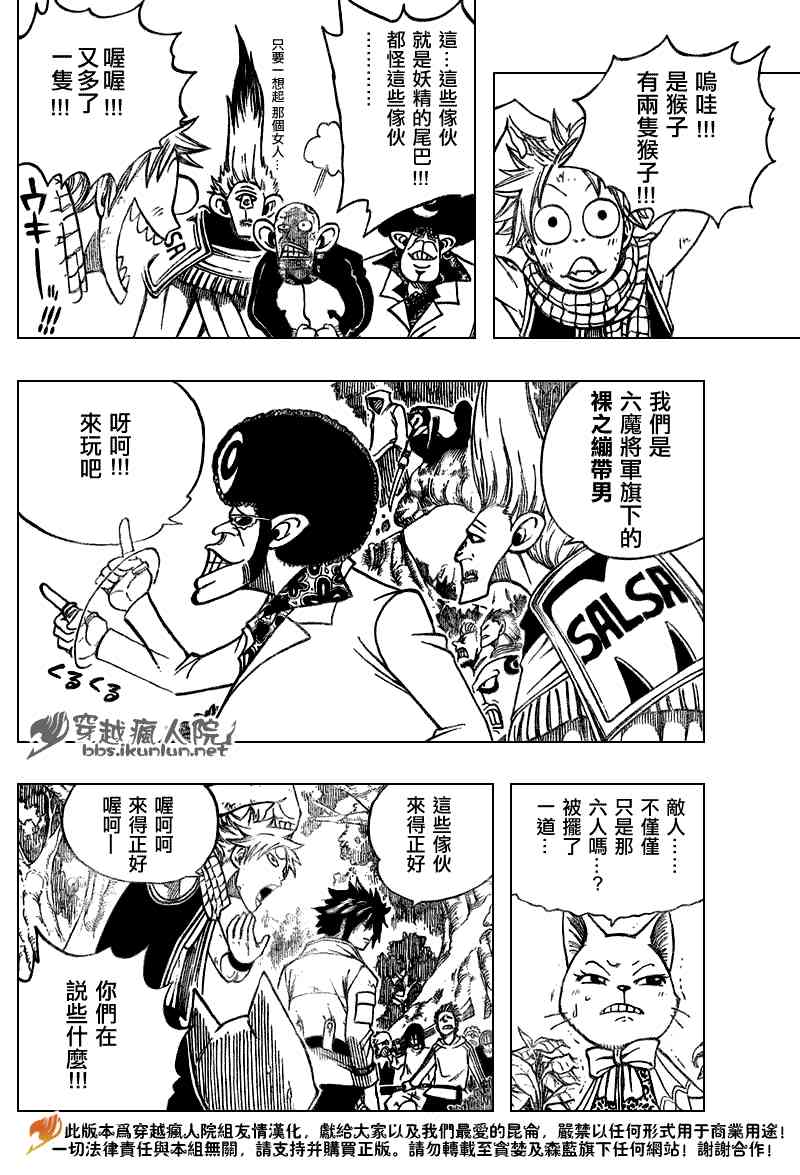 嗚哇!!!
是猴子
有兩隻猴子!!!
這…這些傢伙
就是妖精的尾巴!!!
都怪這些傢伙
…………
只要一想起 那個女人…
喔喔!!!
又多了
一隻!!!
ウキー!!!
SA
我們是
六魔將軍旗下的
裸之繃帶男
SALSA
呀呵!!!
來玩吧
くるくる
穿越瘋人院
bbs.ikunlun.net
敵人……
不僅僅
只是那
六人嗎…?
被擺了
一道…
這些傢伙
來得正好
喔呵呵
來得正好
喔呵ー
你們在
説些什麼!!!
此版本爲穿越瘋人院組友情漢化，獻給大家以及我們最愛的昆侖，嚴禁以任何形式用于商業用途!
一切法律責任與本組無關，請支持并購買正版。請勿轉載至貪婪及森藍旗下任何網站！謝謝合作!